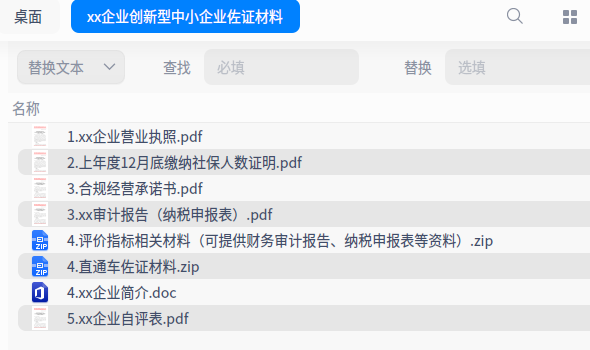 桌面 xx企业创新型中小企业佐证材料
替换文本 查找 必填 替换 选填
名称
1.xx企业营业执照.pdf
2.上年度12月底缴纳社保人数证明.pdf
3.合规经营承诺书.pdf
3.xx审计报告（纳税申报表）.pdf
4.评价指标相关材料（可提供财务审计报告、纳税申报表等资料）.zip
4.直通车佐证材料.zip
4.xx企业简介.doc
5.xx企业自评表.pdf